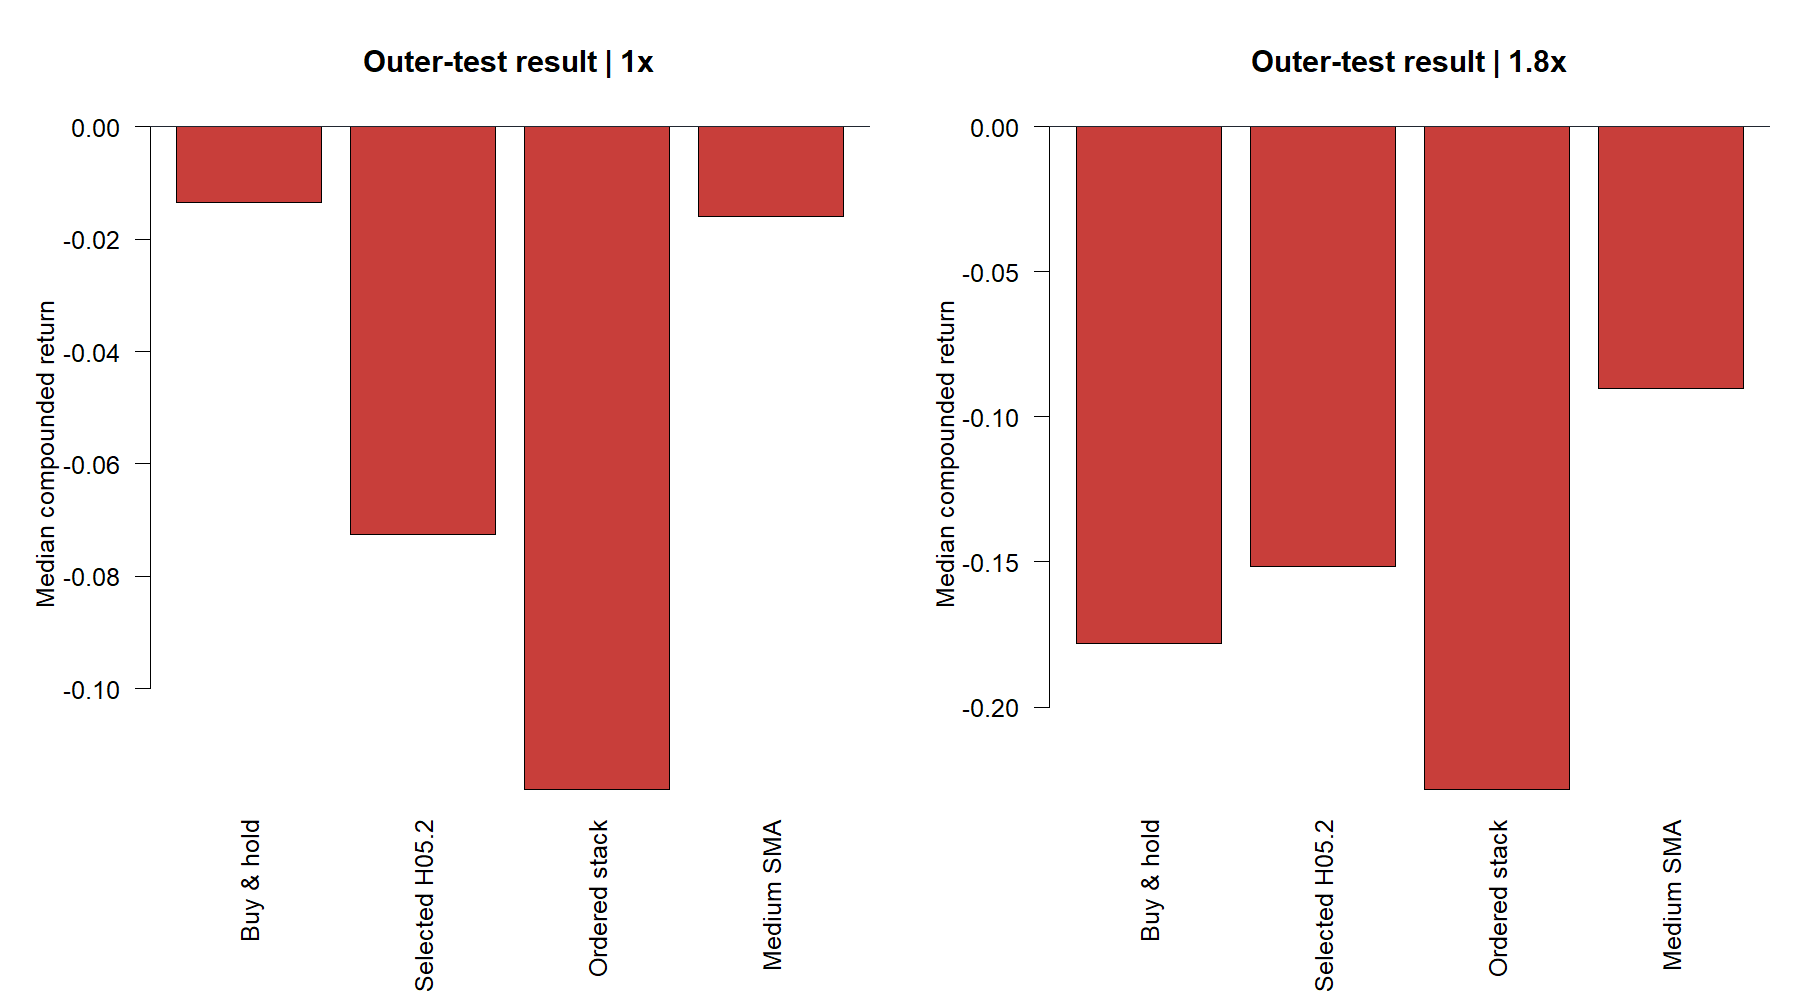 Outer-test result | 1x
Median compounded return
0.00
-0.02
-0.04
-0.06
-0.08
-0.10
Buy & hold
Selected H05.2
Ordered stack
Medium SMA
Outer-test result | 1.8x
Median compounded return
0.00
-0.05
-0.10
-0.15
-0.20
Buy & hold
Selected H05.2
Ordered stack
Medium SMA